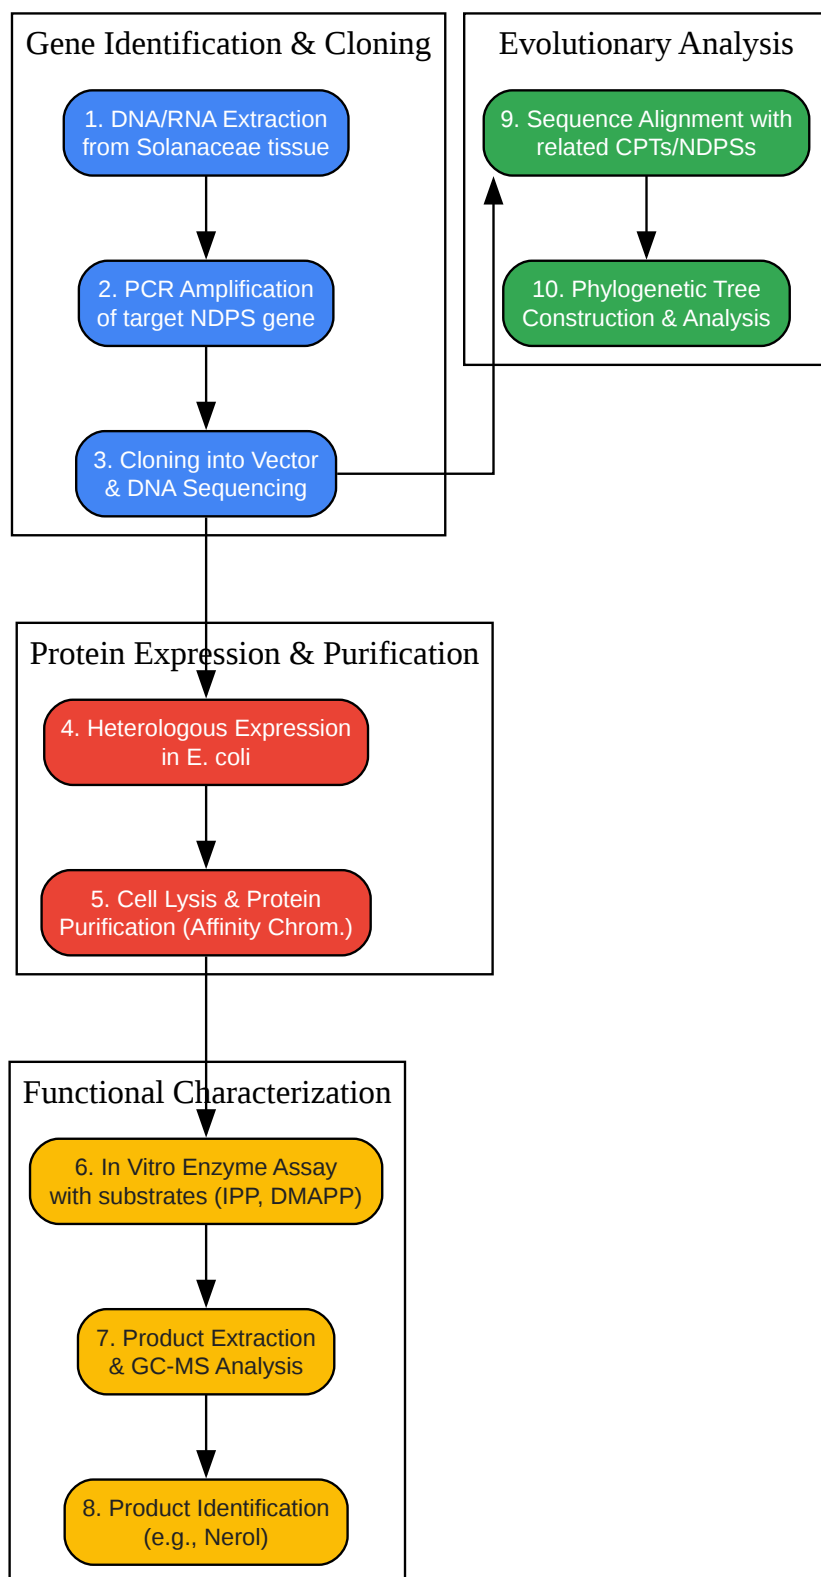 Gene Identification & Cloning
1. DNA/RNA Extraction
from Solanaceae tissue
2. PCR Amplification
of target NDPS gene
3. Cloning into Vector
& DNA Sequencing
Evolutionary Analysis
9. Sequence Alignment with
related CPTs/NDPSs
10. Phylogenetic Tree
Construction & Analysis
Protein Expression & Purification
4. Heterologous Expression
in E. coli
5. Cell Lysis & Protein
Purification (Affinity Chrom.)
Functional Characterization
6. In Vitro Enzyme Assay
with substrates (IPP, DMAPP)
7. Product Extraction
& GC-MS Analysis
8. Product Identification
(e.g., Nerol)